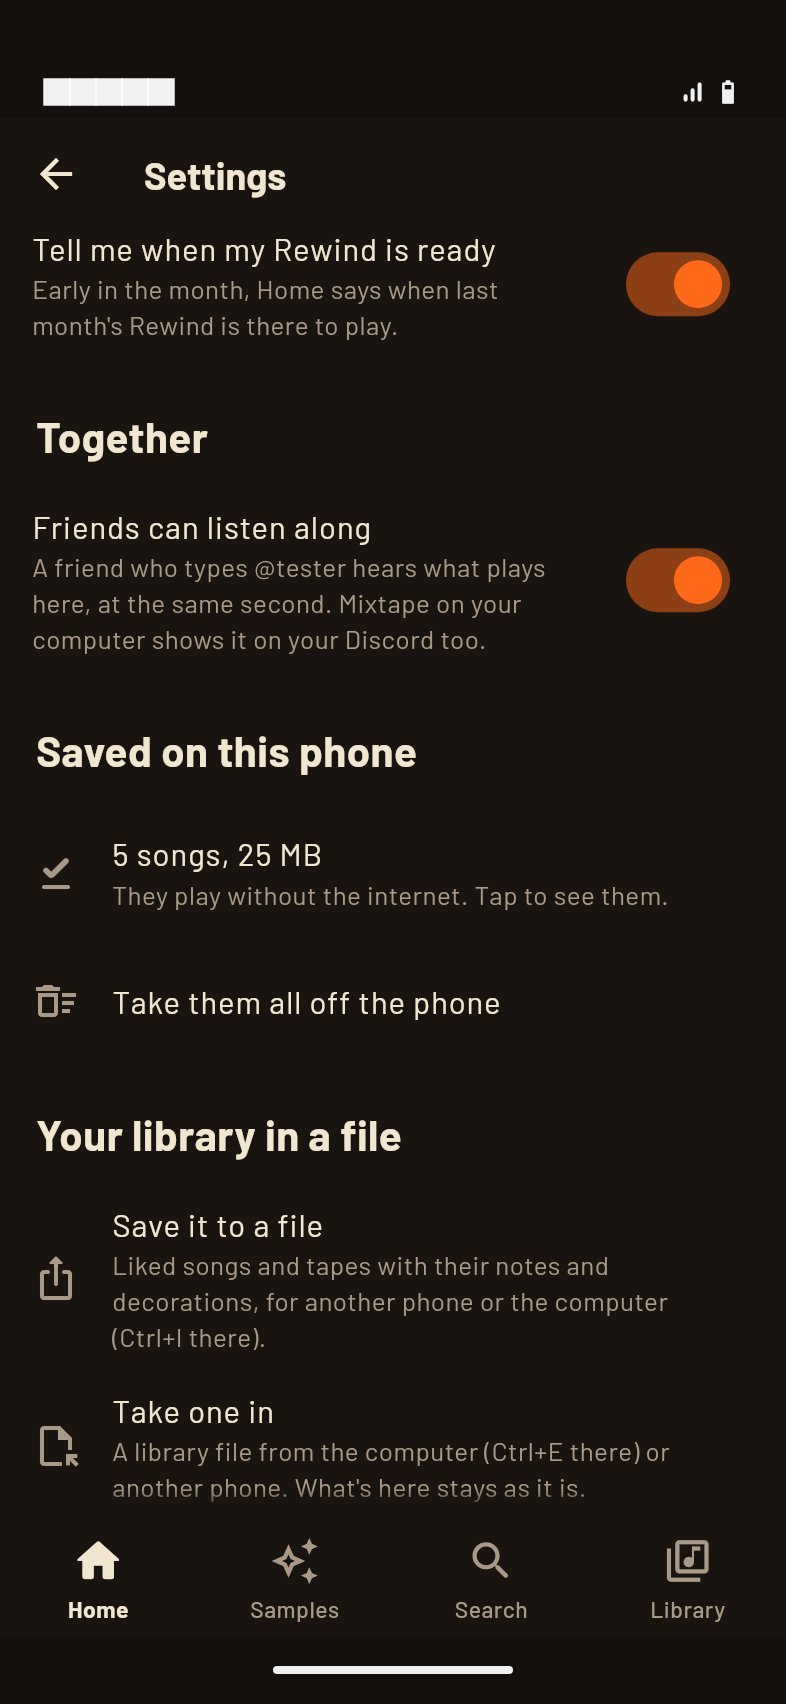 Settings
Tell me when my Rewind is ready
Early in the month, Home says when last
month's Rewind is there to play.
Together
Friends can listen along
A friend who types @tester hears what plays
here, at the same second. Mixtape on your
computer shows it on your Discord too.
Saved on this phone
5 songs, 25 MB
They play without the internet. Tap to see them.
Take them all off the phone
Your library in a file
Save it to a file
Liked songs and tapes with their notes and
decorations, for another phone or the computer
(Ctrl+I there).
Take one in
A library file from the computer (Ctrl+E there) or
another phone. What's here stays as it is.
Home
Samples
Search
Library